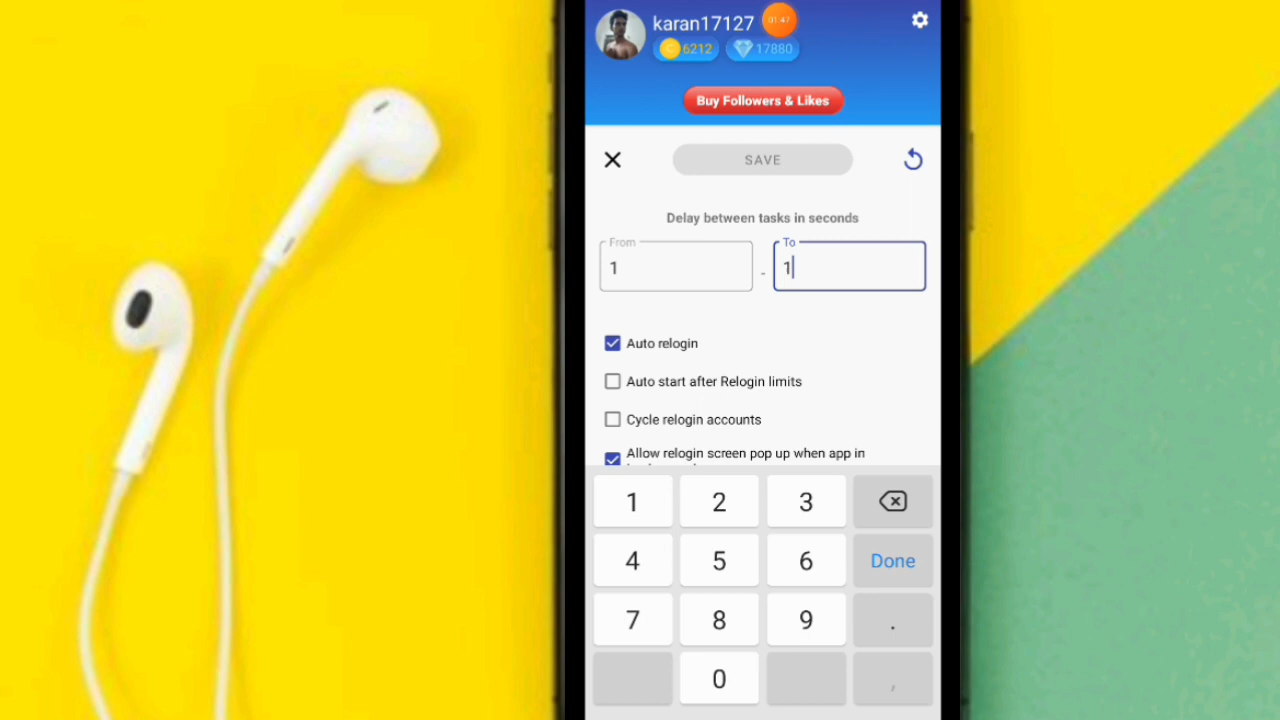 karan17127
01:47
6212
17880
Buy Followers & Likes
SAVE
Delay between tasks in seconds
From
To
1
-
1
Auto relogin
Auto start after Relogin limits
Cycle relogin accounts
Allow relogin screen pop up when app in
1 2 3
4 5 6 Done
7 8 9 .
0 ,